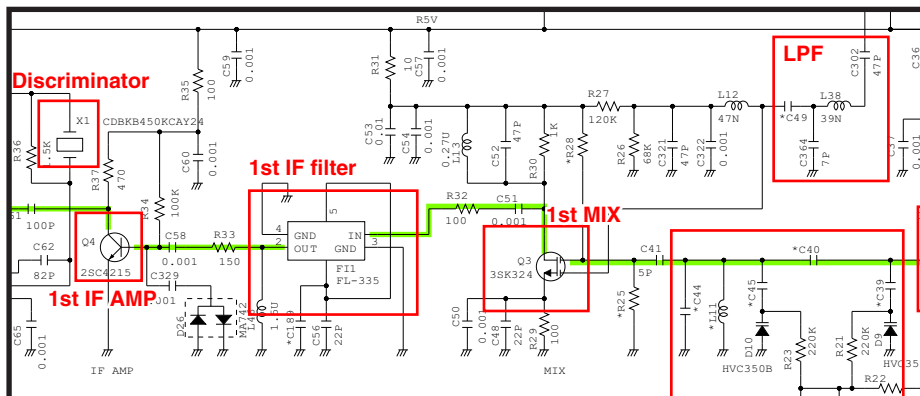 R5V
C59
0.001
R35
100
R31
10
C57
0.001
LPF
C302
47P
C36
Discriminator
X1
CDBKB450KCAY24
R36
1.5K
R37
470
C60
0.001
R34
100K
C53
0.01
C54
0.001
0.27U
L13
C52
47P
R30
1K
*R28
R27
120K
R26
68K
C321
47P
C322
0.001
L12
47N
*C49
L38
39N
C364
7P
C37
0.001
1st IF filter
5
4
GND
IN
2
OUT
GND
3
FI1
FL-335
R32
100
C51
0.001
1st MIX
Q3
3SK324
C41
5P
*C40
100P
Q4
2SC4215
C58
0.001
R33
150
C62
82P
C329
1st IF AMP
D26
MA742
1.5U
*C189
C56
22P
C50
0.001
C48
22P
R29
100
*R25
*C44
*L11
*C45
D10
HVC350B
R23
220K
R21
220K
*C39
D9
HVC35
R22
C65
0.001
IF AMP
MIX